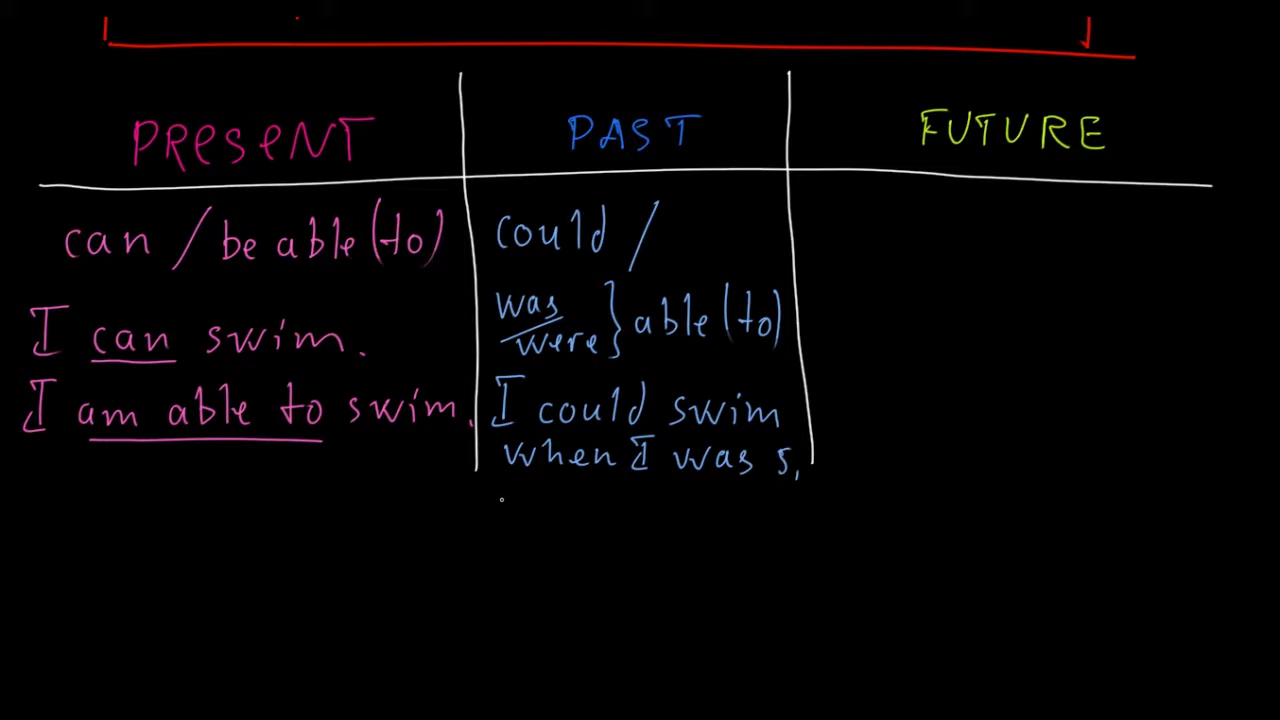 PRESENT
PAST
FUTURE
can / be able (to)
I can swim.
I am able to swim.
could /
was
were } able (to)
I could swim
when I was 5,